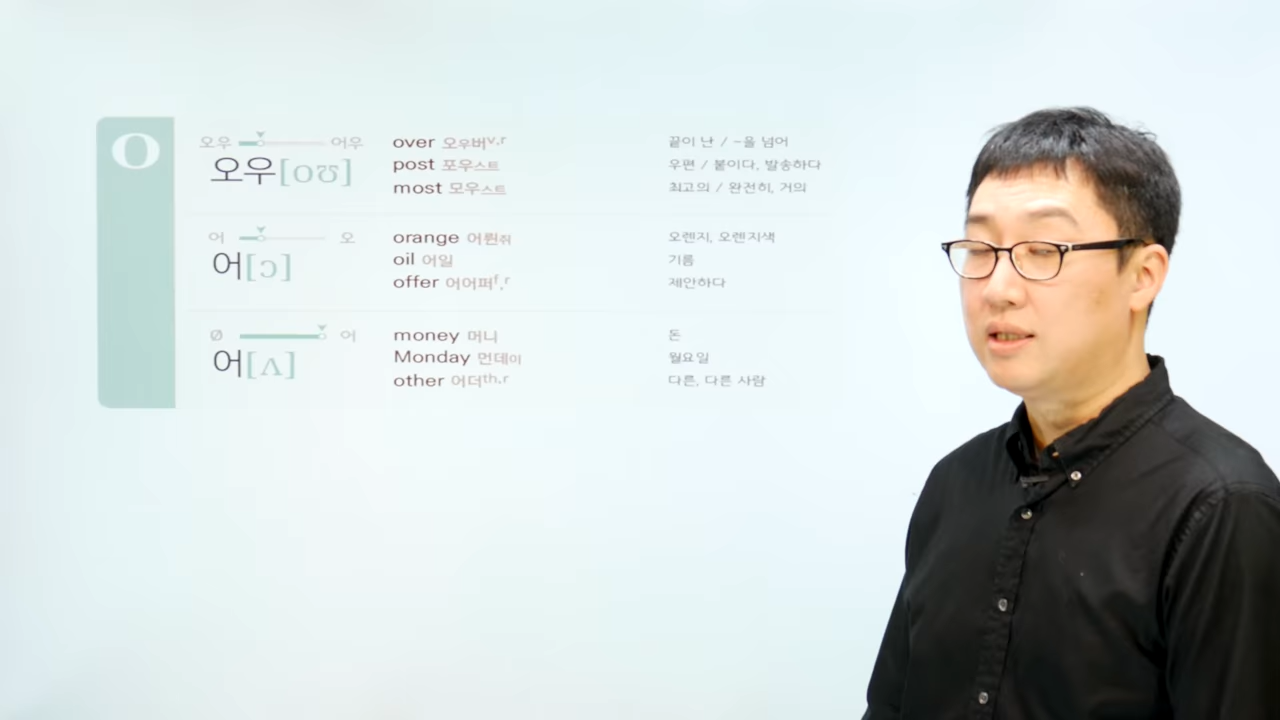 O
오우 어우
오우[oʊ]
over 오우버v,r 끝이 난 / ~을 넘어
post 포우스트 우편 / 붙이다, 발송하다
most 모우스트 최고의 / 완전히, 거의
어 오
어[ɔ]
orange 어륀쥐 오렌지, 오렌지색
oil 어일 기름
offer 어어퍼f,r 제안하다
Ø 어
어[ʌ]
money 머니 돈
Monday 먼데이 월요일
other 어더th,r 다른, 다른 사람